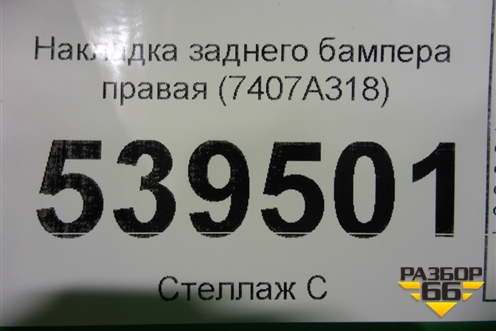 Накладка заднего бампера
правая (7407A318)
539501
Стеллаж С
РАЗБОР
66